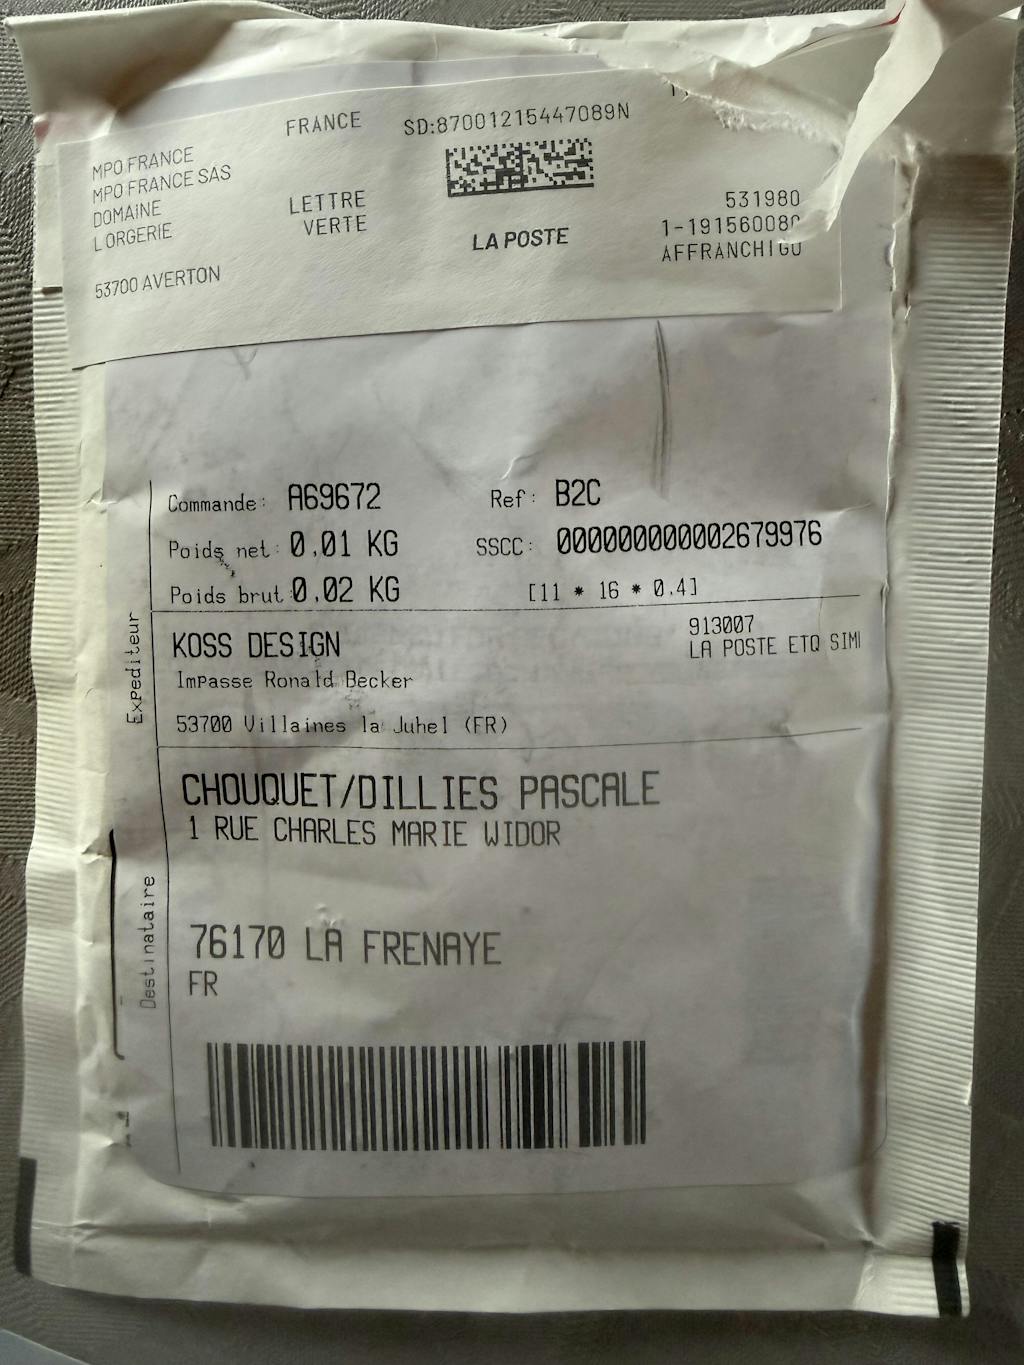 MPO FRANCE
MPO FRANCE SAS
DOMAINE
L ORGERIE
53700 AVERTON
FRANCE
LETTRE
VERTE
SD:87001215447089N
LA POSTE
531980
1-19156008
AFFRANCHIGO
Commande: A69672
Ref: B2C
Poids net: 0,01 KG
SSCC: 000000000002679976
Poids brut 0,02 KG
[11 * 16 * 0,4]
Expediteur
KOSS DESIGN
913007
LA POSTE ETQ SIMI
Impasse Ronald Becker
53700 Villaines la Juhel (FR)
Destinataire
CHOUQUET/DILLIES PASCALE
1 RUE CHARLES MARIE WIDOR
76170 LA FRENAYE
FR